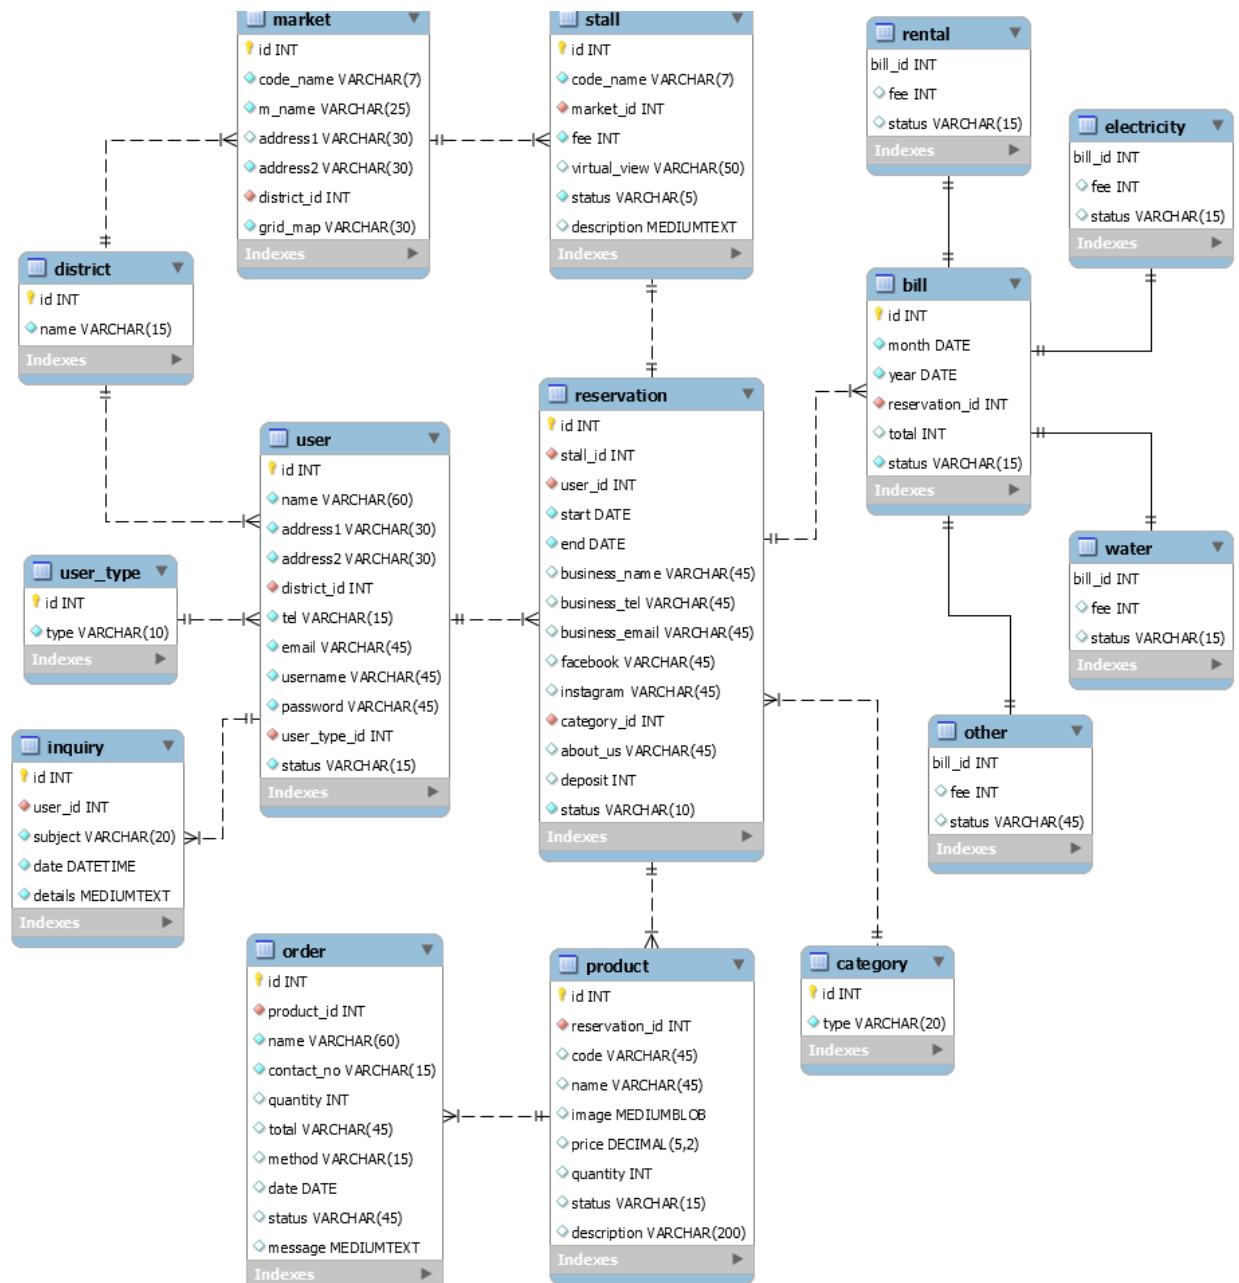 market
id INT
code_name VARCHAR(7)
m_name VARCHAR(25)
address1 VARCHAR(30)
address2 VARCHAR(30)
district_id INT
grid_map VARCHAR(30)
Indexes
stall
id INT
code_name VARCHAR(7)
market_id INT
fee INT
virtual_view VARCHAR(50)
status VARCHAR(5)
description MEDIUMTEXT
Indexes
rental
bill_id INT
fee INT
status VARCHAR(15)
Indexes
electricity
bill_id INT
fee INT
status VARCHAR(15)
Indexes
district
id INT
name VARCHAR(15)
Indexes
bill
id INT
month DATE
year DATE
reservation_id INT
total INT
status VARCHAR(15)
Indexes
user
id INT
name VARCHAR(60)
address1 VARCHAR(30)
address2 VARCHAR(30)
district_id INT
tel VARCHAR(15)
email VARCHAR(45)
username VARCHAR(45)
password VARCHAR(45)
user_type_id INT
status VARCHAR(15)
Indexes
reservation
id INT
stall_id INT
user_id INT
start DATE
end DATE
business_name VARCHAR(45)
business_tel VARCHAR(45)
business_email VARCHAR(45)
facebook VARCHAR(45)
instagram VARCHAR(45)
category_id INT
about_us VARCHAR(45)
deposit INT
status VARCHAR(10)
Indexes
user_type
id INT
type VARCHAR(10)
Indexes
water
bill_id INT
fee INT
status VARCHAR(15)
Indexes
inquiry
id INT
user_id INT
subject VARCHAR(20)
date DATETIME
details MEDIUMTEXT
Indexes
other
bill_id INT
fee INT
status VARCHAR(45)
Indexes
order
id INT
product_id INT
name VARCHAR(60)
contact_no VARCHAR(15)
quantity INT
total VARCHAR(45)
method VARCHAR(15)
date DATE
status VARCHAR(45)
message MEDIUMTEXT
Indexes
product
id INT
reservation_id INT
code VARCHAR(45)
name VARCHAR(45)
image MEDIUMBLOB
price DECIMAL(5,2)
quantity INT
status VARCHAR(15)
description VARCHAR(200)
Indexes
category
id INT
type VARCHAR(20)
Indexes